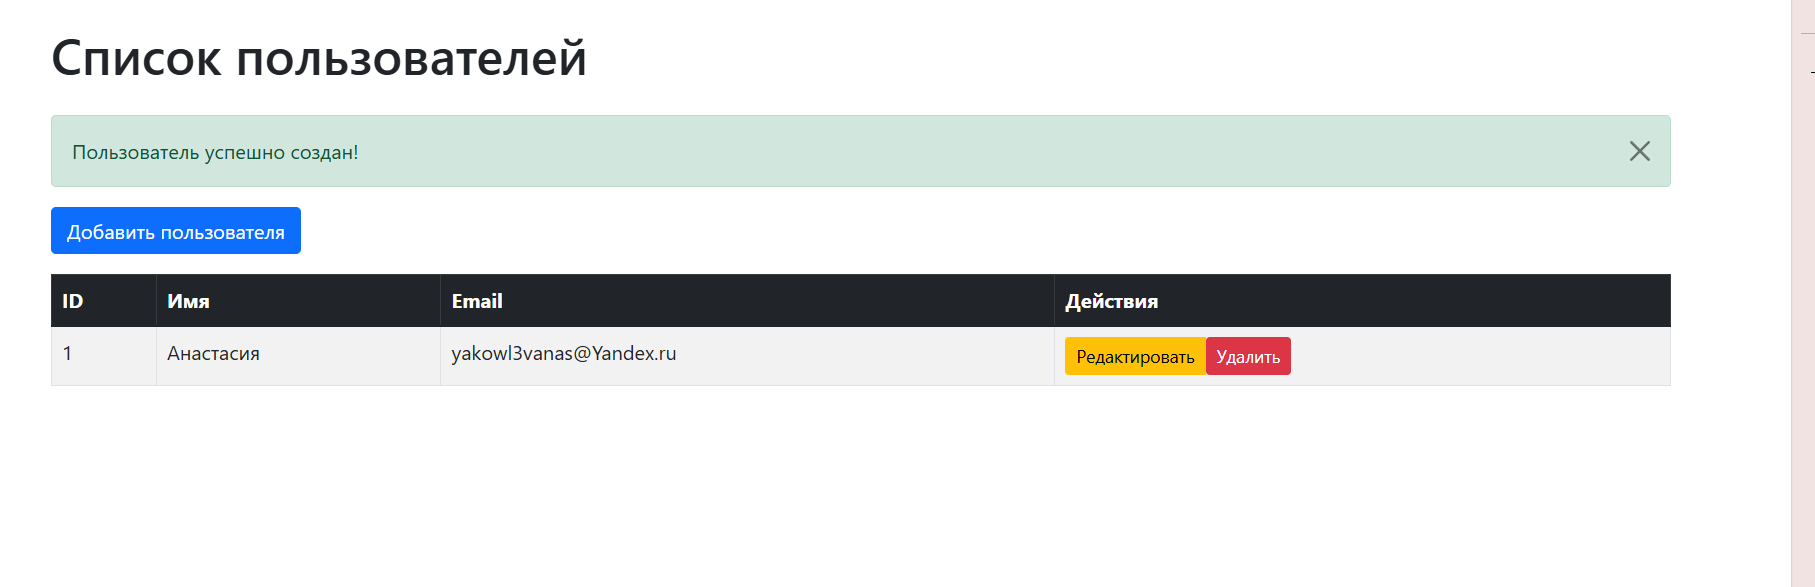 Список пользователей
Пользователь успешно создан!
Добавить пользователя
ID Имя Email Действия
1 Анастасия yakowl3vanas@Yandex.ru Редактировать Удалить